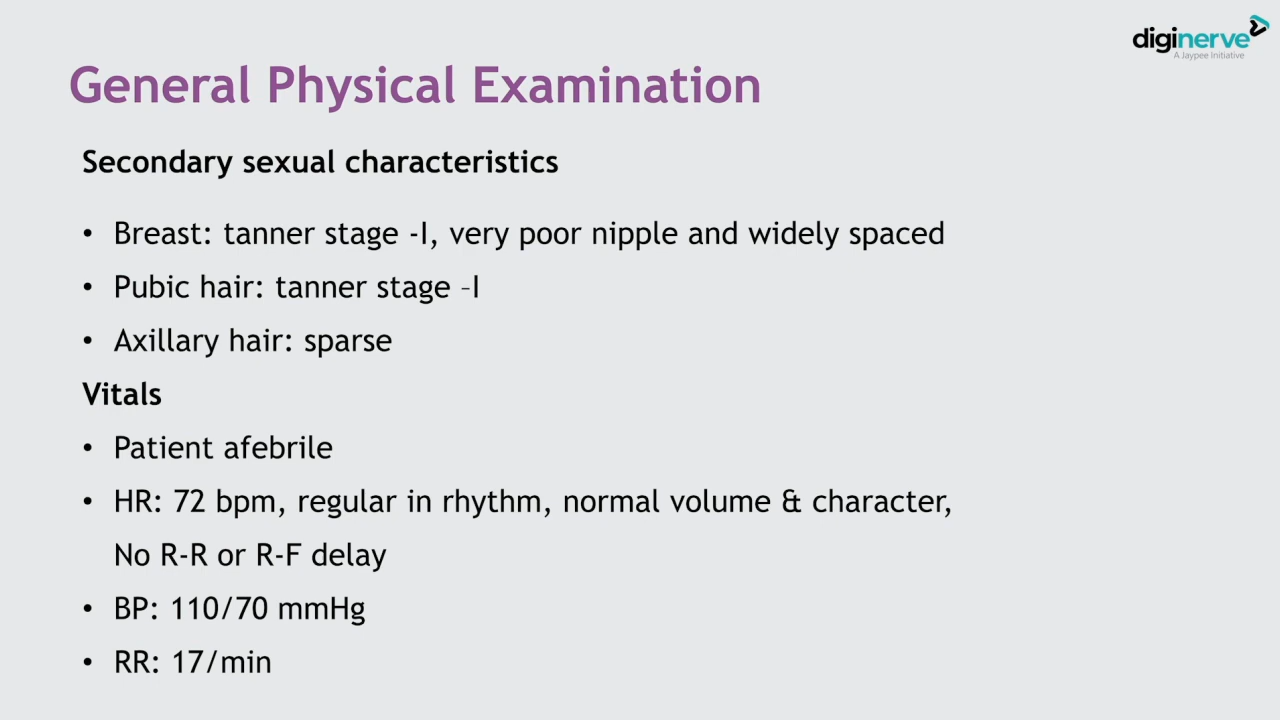 diginerve
A Jaypee Initiative
General Physical Examination
Secondary sexual characteristics
• Breast: tanner stage -I, very poor nipple and widely spaced
• Pubic hair: tanner stage –I
• Axillary hair: sparse
Vitals
• Patient afebrile
• HR: 72 bpm, regular in rhythm, normal volume & character,
No R-R or R-F delay
• BP: 110/70 mmHg
• RR: 17/min